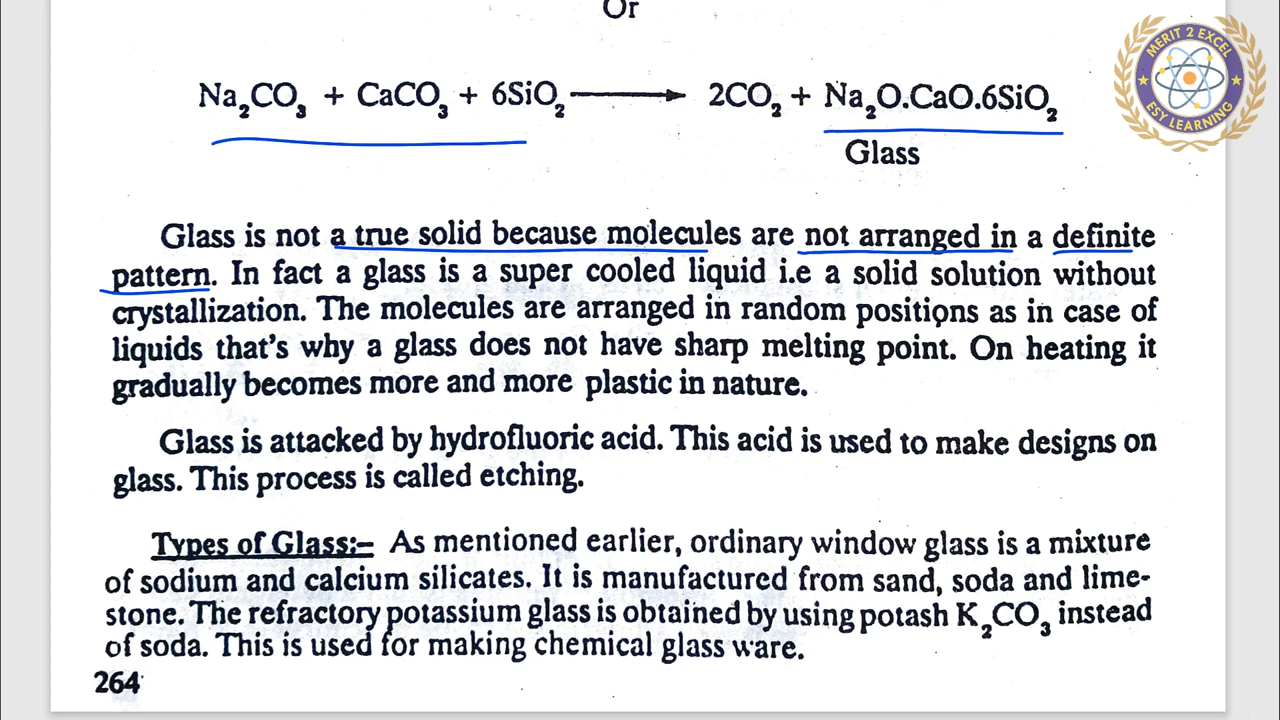 Or
Na₂CO₃ + CaCO₃ + 6SiO₂ ⟶ 2CO₂ + Na₂O.CaO.6SiO₂
Glass
MERIT 2 EXCEL
ESY LEARNING
Glass is not a true solid because molecules are not arranged in a definite
pattern. In fact a glass is a super cooled liquid i.e a solid solution without
crystallization. The molecules are arranged in random positions as in case of
liquids that's why a glass does not have sharp melting point. On heating it
gradually becomes more and more plastic in nature.
Glass is attacked by hydrofluoric acid. This acid is used to make designs on
glass. This process is called etching.
Types of Glass:- As mentioned earlier, ordinary window glass is a mixture
of sodium and calcium silicates. It is manufactured from sand, soda and lime-
stone. The refractory potassium glass is obtained by using potash K₂CO₃ instead
of soda. This is used for making chemical glass ware.
264